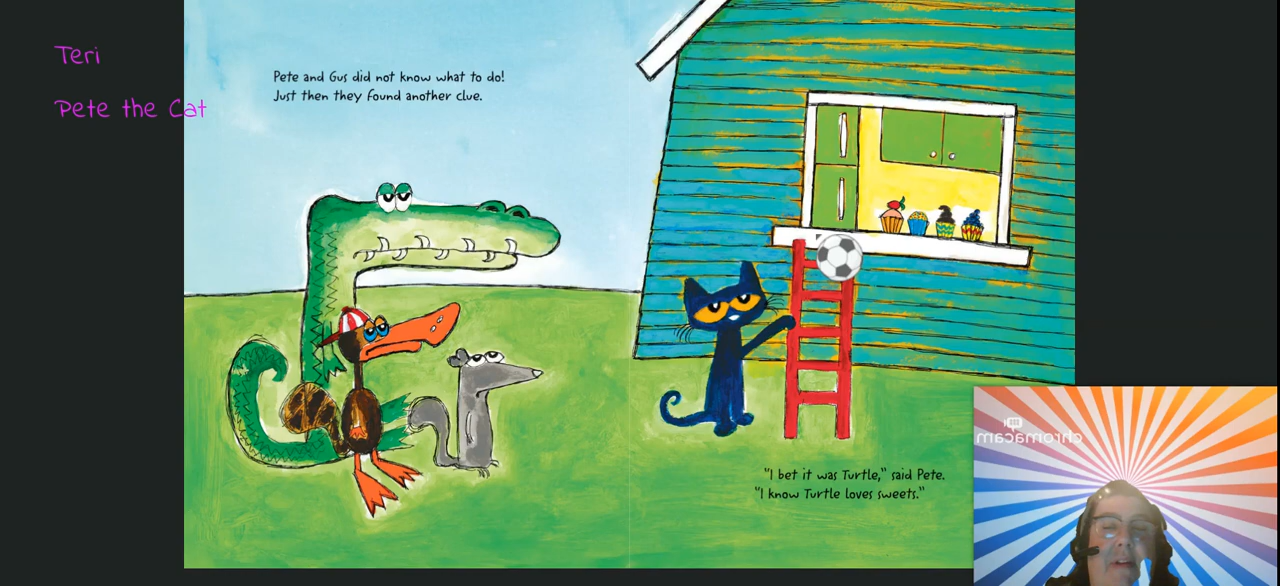 Teri
Pete the Cat
Pete and Gus did not know what to do!
Just then they found another clue.
"I bet it was Turtle," said Pete.
"I know Turtle loves sweets."
chromacam